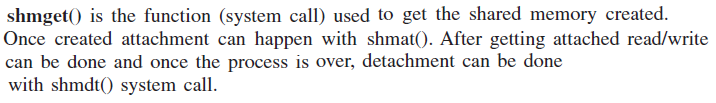 shmget() is the function (system call) used to get the shared memory created.
Once created attachment can happen with shmat(). After getting attached read/write
can be done and once the process is over, detachment can be done
with shmdt() system call.